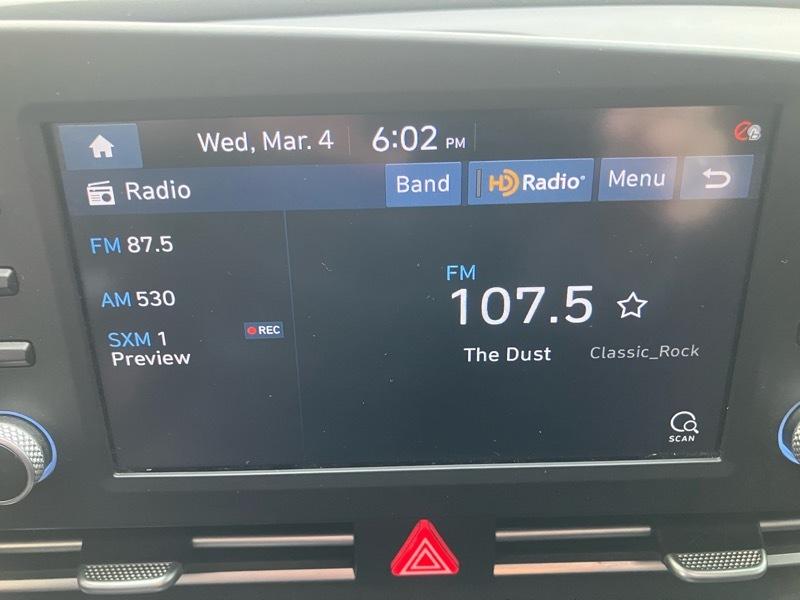 Wed, Mar. 4 6:02 PM
Radio Band HD Radio® Menu
FM 87.5
AM 530
SXM 1
Preview
REC
FM
107.5
The Dust Classic_Rock
SCAN